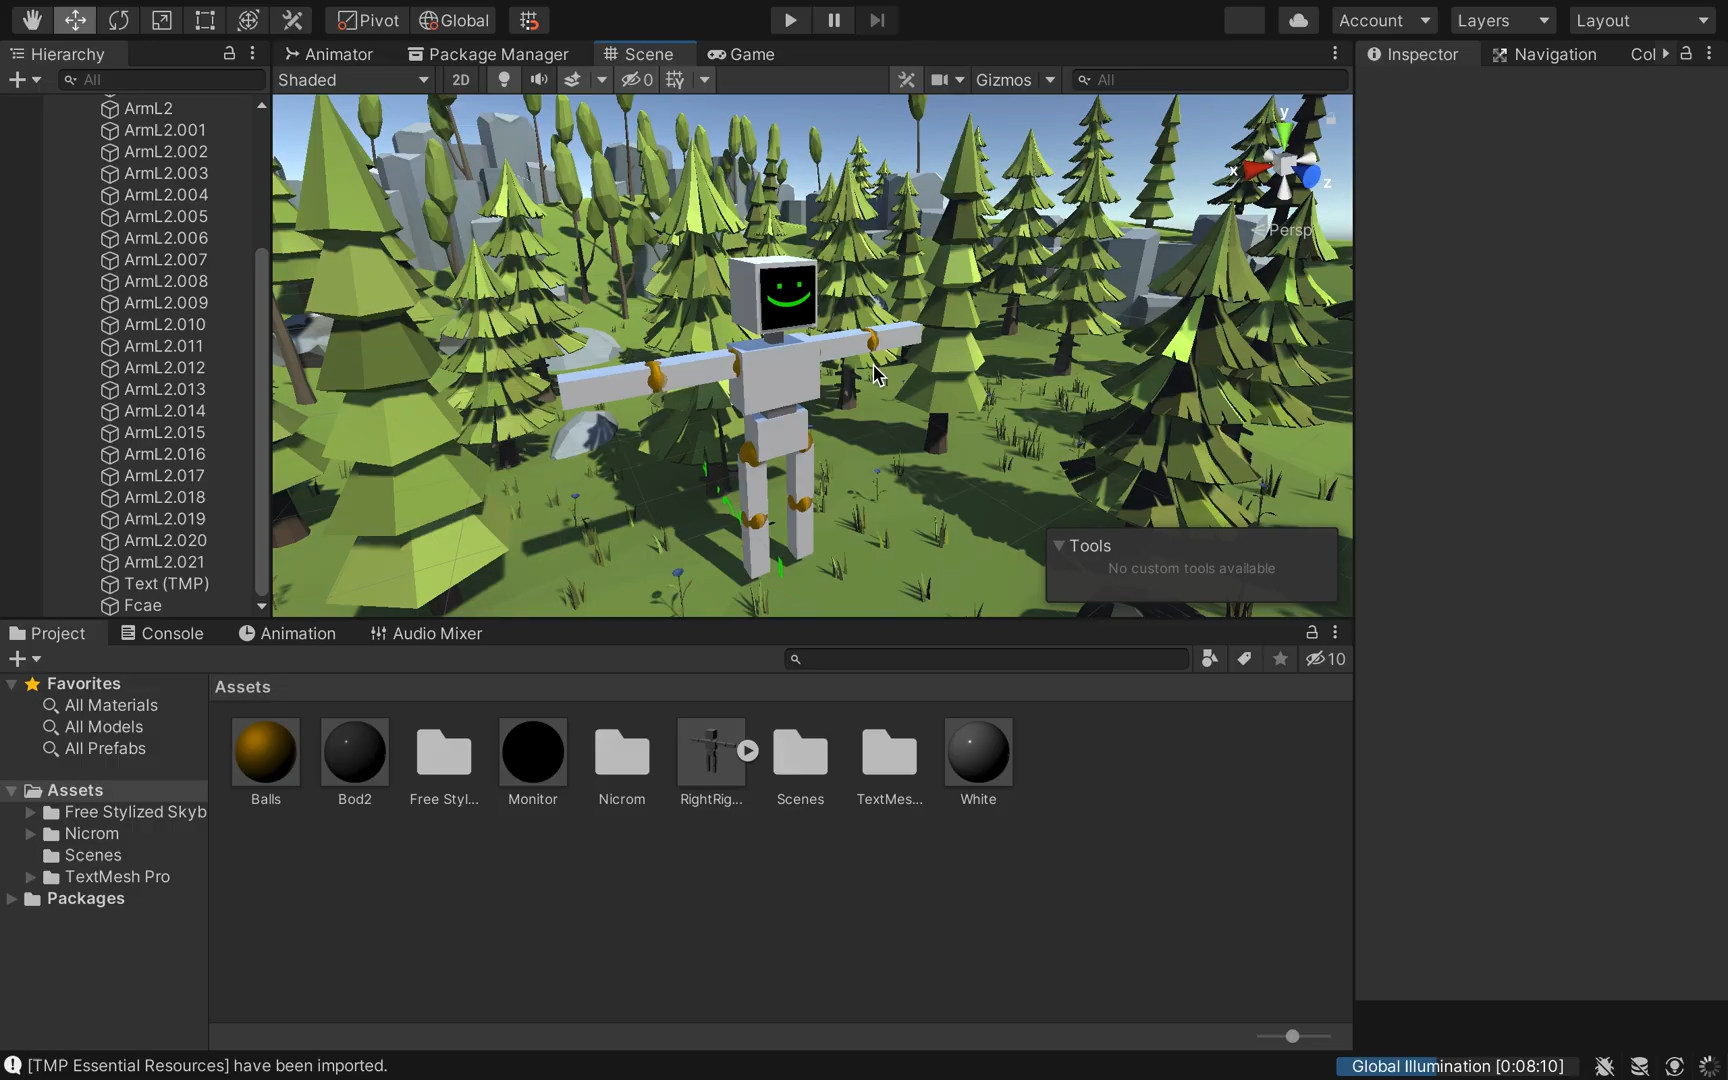 Pivot Global Account Layers Layout
Hierarchy Animator Package Manager Scene Game Inspector Navigation Col
All Shaded 2D 0 Gizmos All
ArmL2
ArmL2.001
ArmL2.002
ArmL2.003
ArmL2.004
ArmL2.005
ArmL2.006
ArmL2.007
ArmL2.008
ArmL2.009
ArmL2.010
ArmL2.011
ArmL2.012
ArmL2.013
ArmL2.014
ArmL2.015
ArmL2.016
ArmL2.017
ArmL2.018
ArmL2.019
ArmL2.020
ArmL2.021
Text (TMP)
Fcae
y
x
z
Persp
Tools
No custom tools available
Project Console Animation Audio Mixer
10
Favorites
All Materials
All Models
All Prefabs
Assets
Free Stylized Skyb
Nicrom
Scenes
TextMesh Pro
Packages
Assets
Balls Bod2 Free Styl... Monitor Nicrom RightRig... Scenes TextMes... White
[TMP Essential Resources] have been imported. Global Illumination [0:08:10]